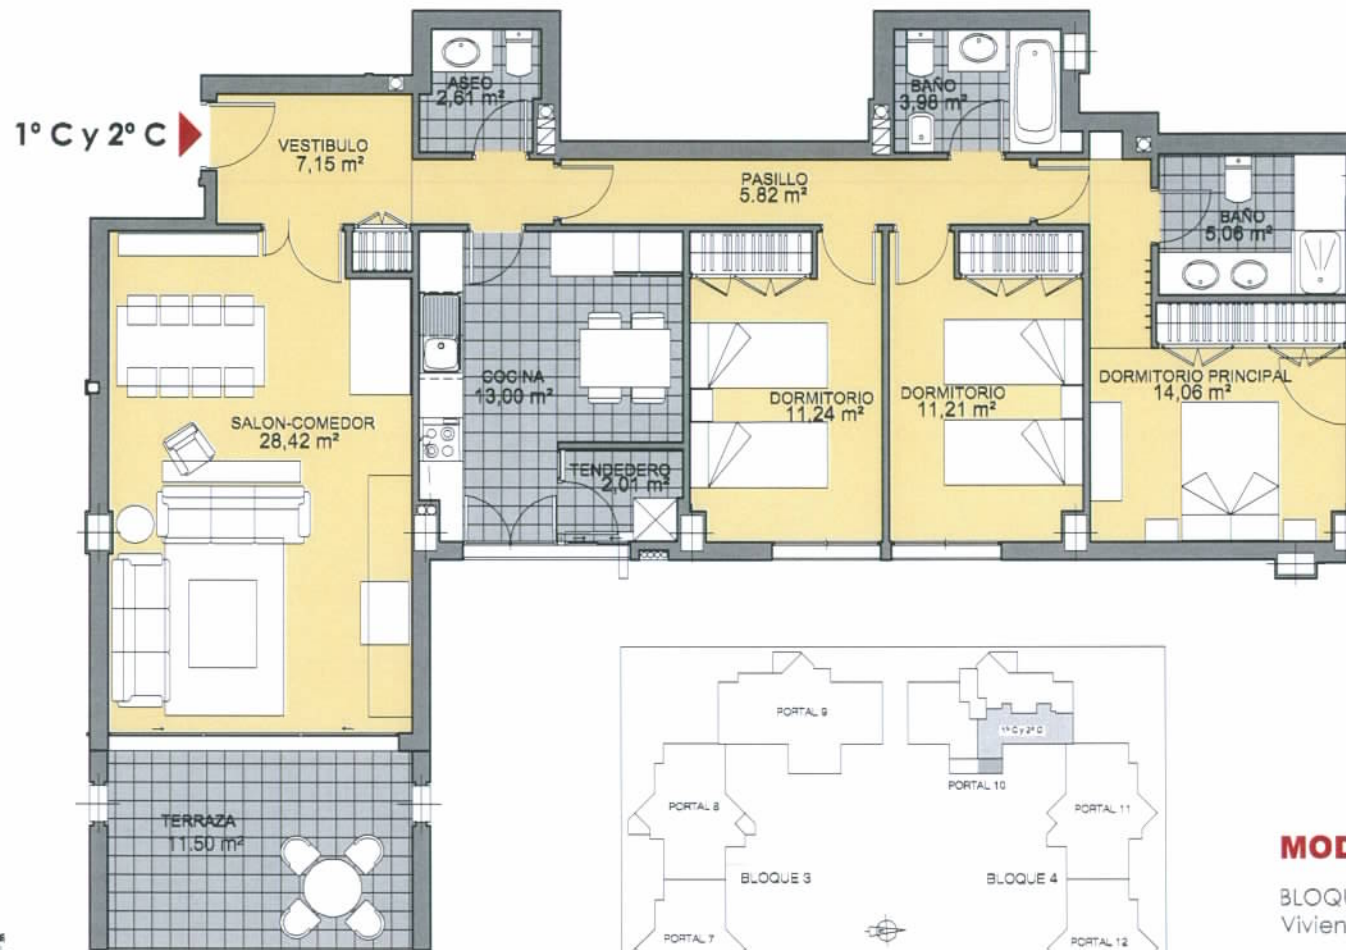 1º C y 2º C
ASEO
2,61 m²
BAÑO
3,98 m²
VESTIBULO
7,15 m²
PASILLO
5.82 m²
BAÑO
5,06 m²
SALON-COMEDOR
28,42 m²
COCINA
13,00 m²
TENDEDERO
2,01 m²
DORMITORIO
11,24 m²
DORMITORIO
11,21 m²
DORMITORIO PRINCIPAL
14,06 m²
TERRAZA
11.50 m²
PORTAL 9
1º C y 2º C
PORTAL 10
PORTAL 8
PORTAL 11
BLOQUE 3
BLOQUE 4
PORTAL 7
PORTAL 12
MOD
BLOQU
Vivien